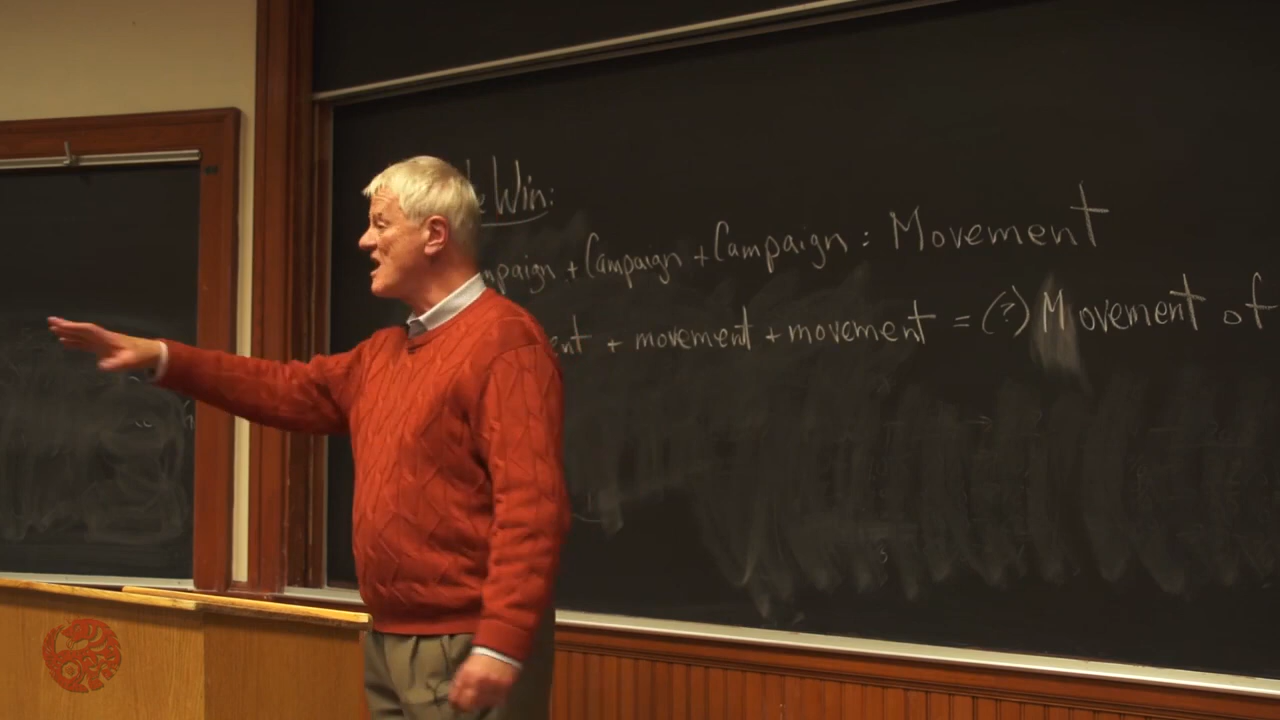 Win:
Campaign + Campaign : Movement
+ movement + movement = (?) Movement of